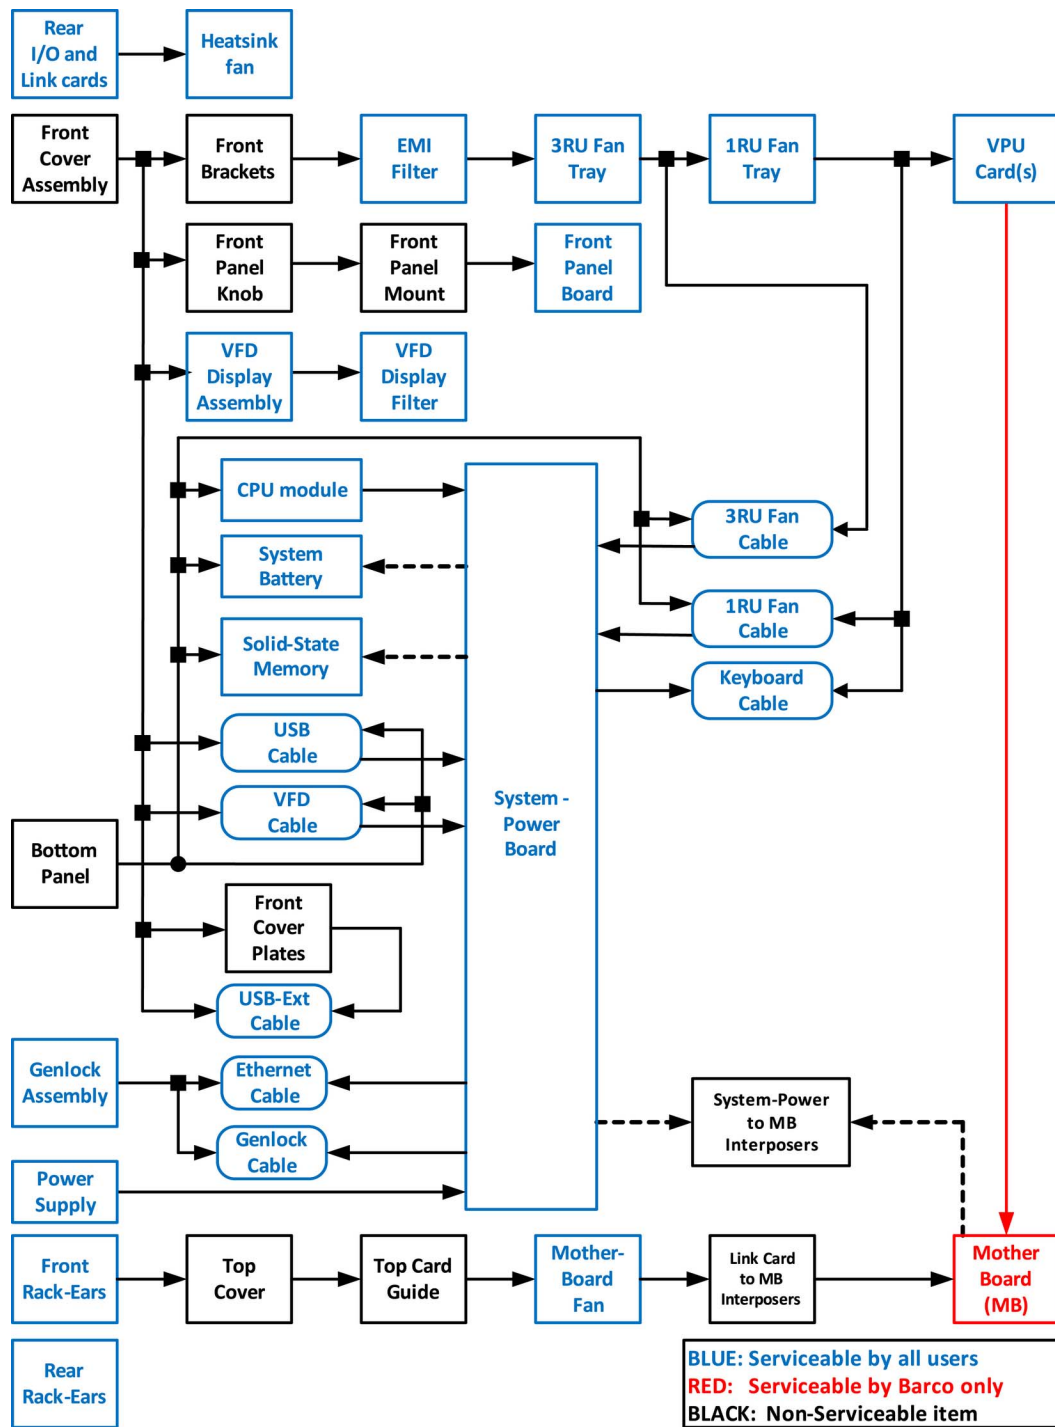 Rear
I/O and
Link cards
Heatsink
fan
Front
Cover
Assembly
Front
Brackets
EMI
Filter
3RU Fan
Tray
1RU Fan
Tray
VPU
Card(s)
Front
Panel
Knob
Front
Panel
Mount
Front
Panel
Board
VFD
Display
Assembly
VFD
Display
Filter
CPU module
3RU Fan
Cable
System
Battery
1RU Fan
Cable
Solid-State
Memory
Keyboard
Cable
USB
Cable
VFD
Cable
System -
Power
Board
Bottom
Panel
Front
Cover
Plates
USB-Ext
Cable
Genlock
Assembly
Ethernet
Cable
System-Power
to MB
Interposers
Genlock
Cable
Power
Supply
Front
Rack-Ears
Top
Cover
Top Card
Guide
Mother-
Board
Fan
Link Card
to MB
Interposers
Mother
Board
(MB)
Rear
Rack-Ears
BLUE: Serviceable by all users
RED: Serviceable by Barco only
BLACK: Non-Serviceable item